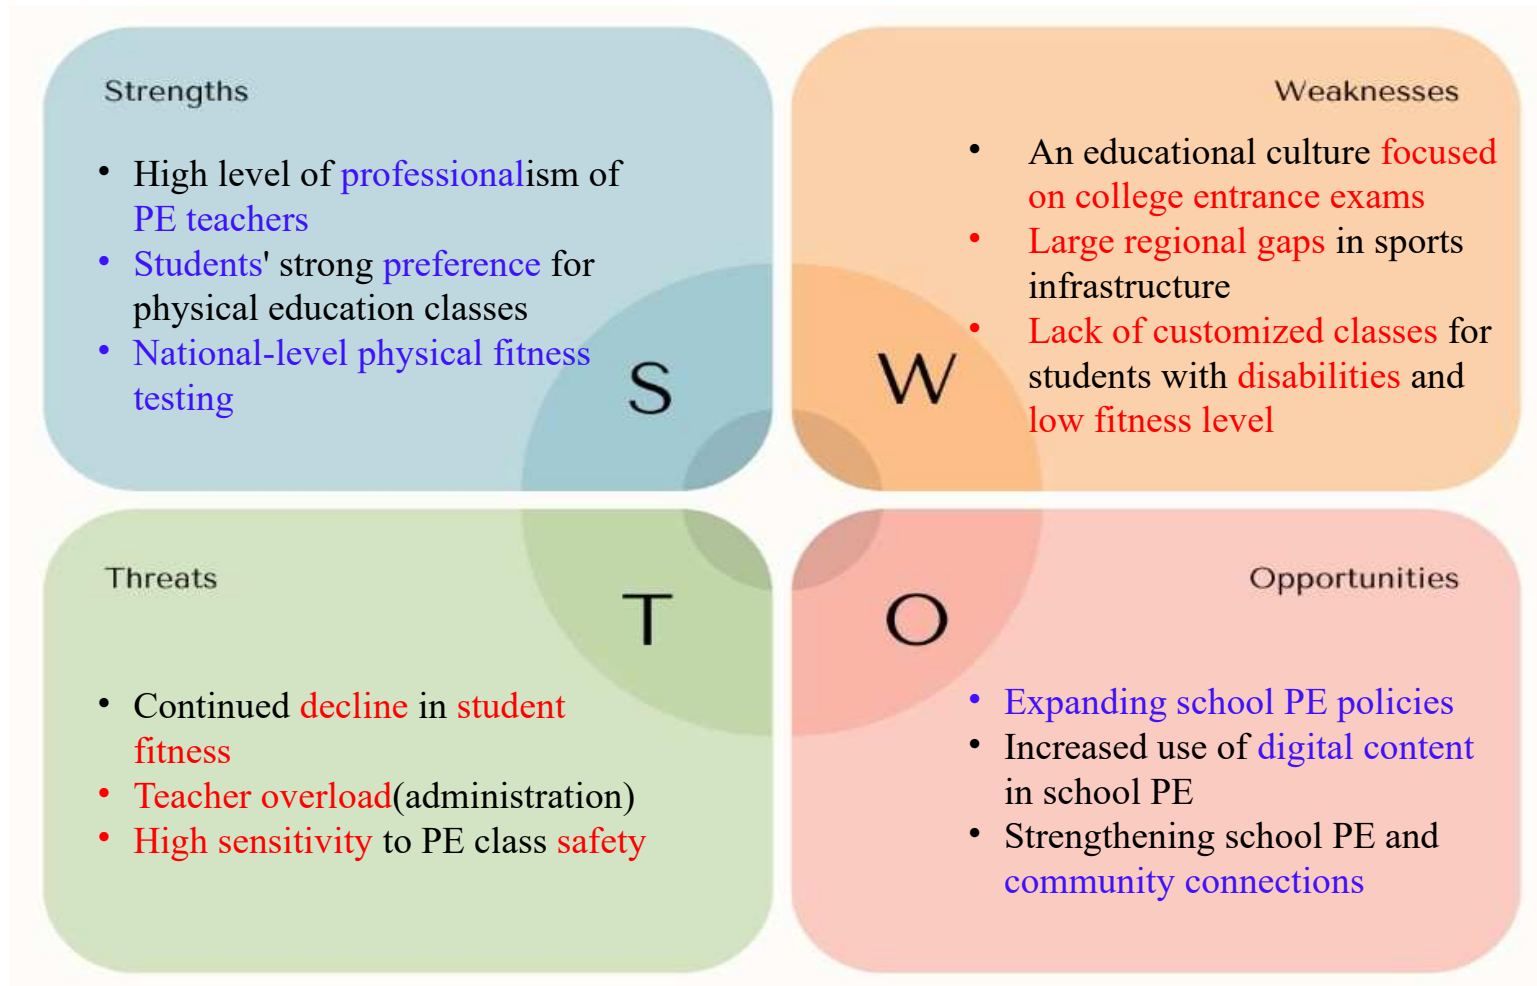 Strengths
• High level of professionalism of
PE teachers
• Students' strong preference for
physical education classes
• National-level physical fitness
testing
S
Weaknesses
• An educational culture focused
on college entrance exams
• Large regional gaps in sports
infrastructure
• Lack of customized classes for
students with disabilities and
low fitness level
W
Threats
T
• Continued decline in student
fitness
• Teacher overload(administration)
• High sensitivity to PE class safety
Opportunities
O
• Expanding school PE policies
• Increased use of digital content
in school PE
• Strengthening school PE and
community connections